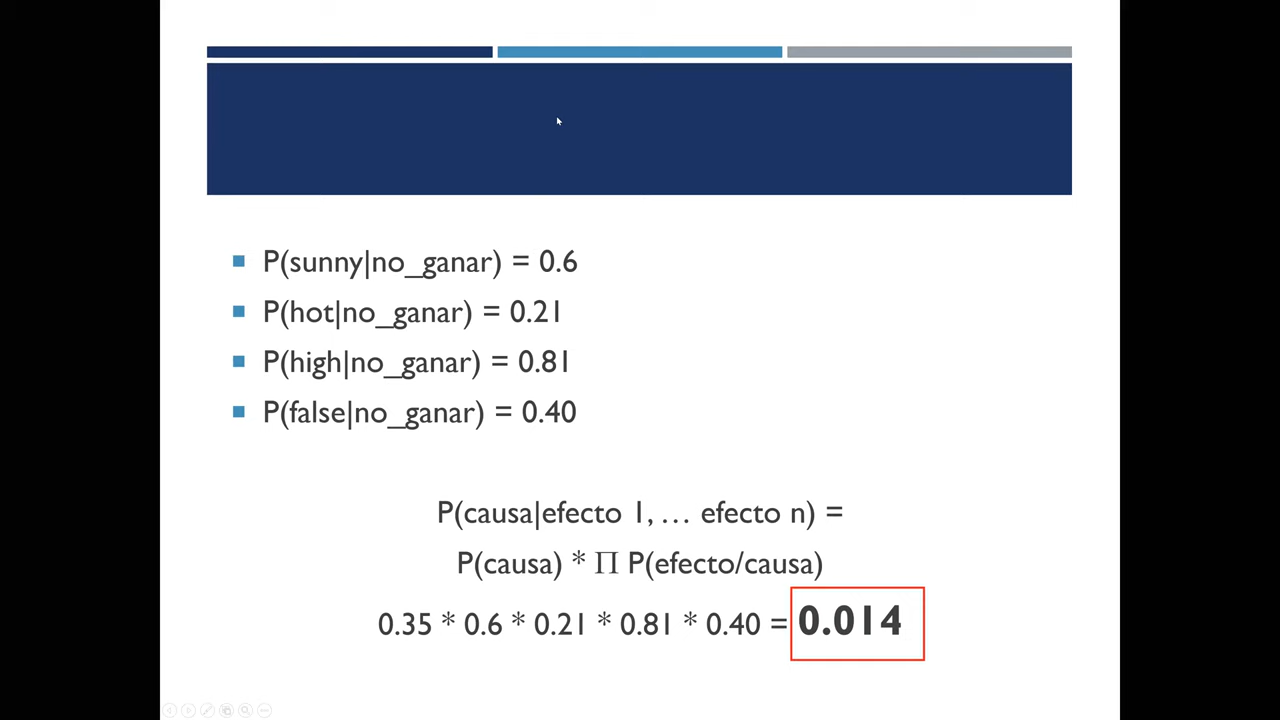 P(sunny|no_ganar) = 0.6
P(hot|no_ganar) = 0.21
P(high|no_ganar) = 0.81
P(false|no_ganar) = 0.40
P(causa|efecto 1, … efecto n) =
P(causa) * Π P(efecto/causa)
0.35 * 0.6 * 0.21 * 0.81 * 0.40 = 0.014